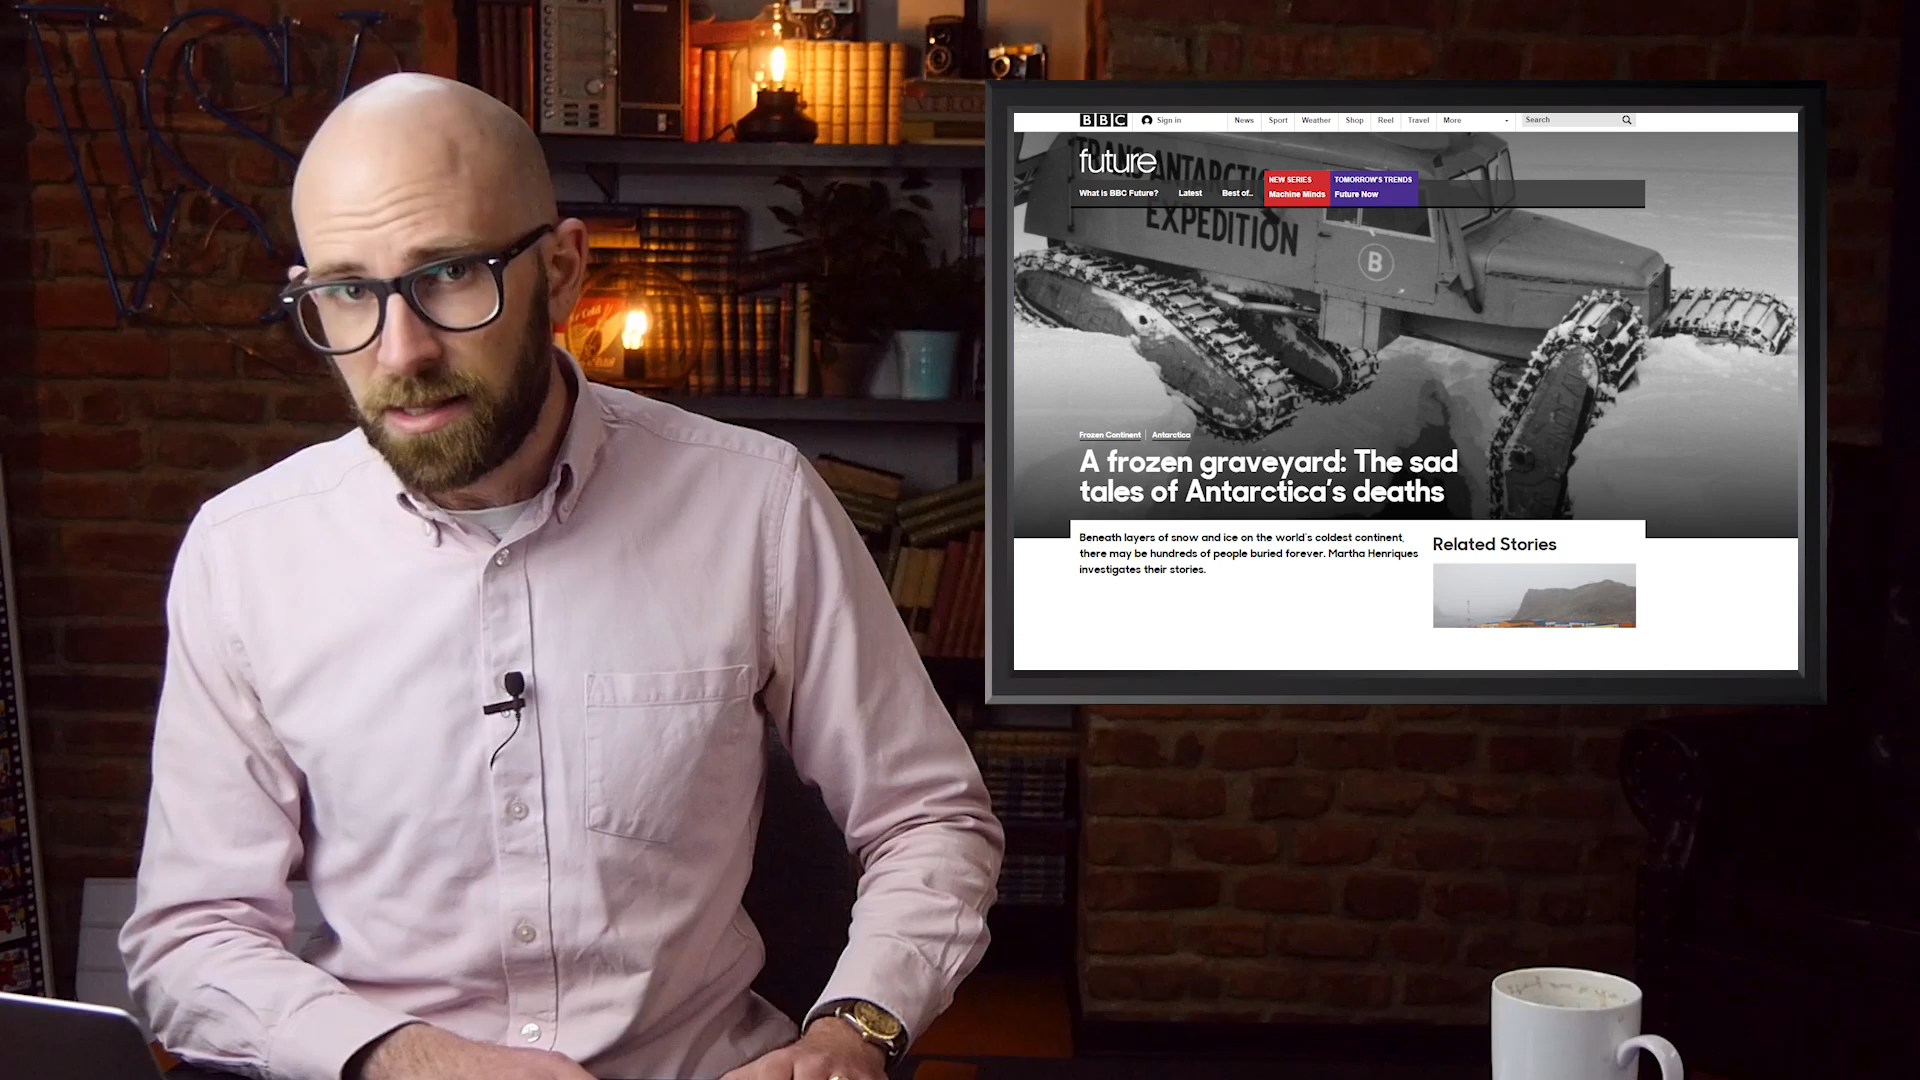 BBC
Sign in
News
Sport
Weather
Shop
Reel
Travel
More
Search
TRANS-ANTARCTIC
EXPEDITION
B
future
What is BBC Future?
Latest
Best of..
NEW SERIES
Machine Minds
TOMORROW'S TRENDS
Future Now
Frozen Continent
Antarctica
A frozen graveyard: The sad
tales of Antarctica's deaths
Beneath layers of snow and ice on the world's coldest continent,
there may be hundreds of people buried forever. Martha Henriques
investigates their stories.
Related Stories
Cold